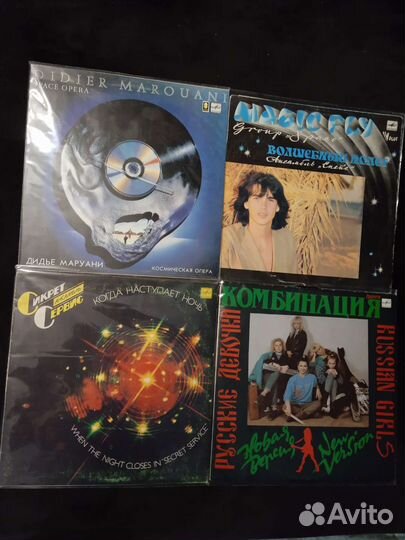 DIDIER MAROUANI
SPACE OPERA
ДИДЬЕ МАРУАНИ
КОСМИЧЕСКАЯ ОПЕРА
MAGIC FLY
Group «Space»
ВОЛШЕБНЫЙ ПОЛЕТ
Ансамбль «Спейс»
СИКРЕТ
СЕРВИС
КОГДА НАСТУПАЕТ НОЧЬ
WHEN THE NIGHT CLOSES IN "SECRET SERVICE"
КОМБИНАЦИЯ
РУССКИЕ ДЕВОЧКИ
RUSSIAN GIRLS
Новая
Версия
New
Version
Avito